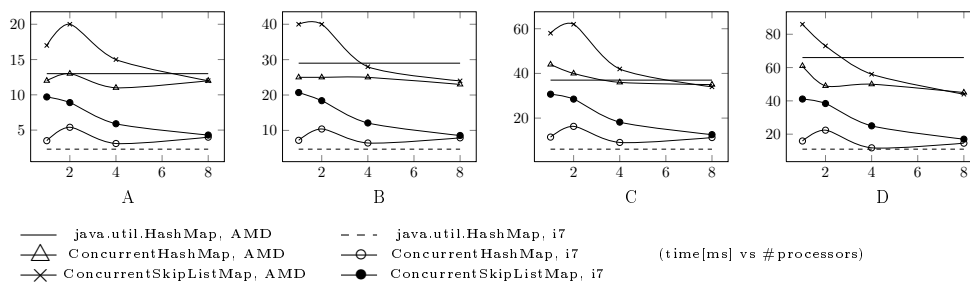 20
15
10
5
2 4 6 8
A
40
30
20
10
2 4 6 8
B
60
40
20
2 4 6 8
C
80
60
40
20
2 4 6 8
D
java.util.HashMap, AMD
ConcurrentHashMap, AMD
ConcurrentSkipListMap, AMD
java.util.HashMap, i7
ConcurrentHashMap, i7
ConcurrentSkipListMap, i7
(time[ms] vs #processors)